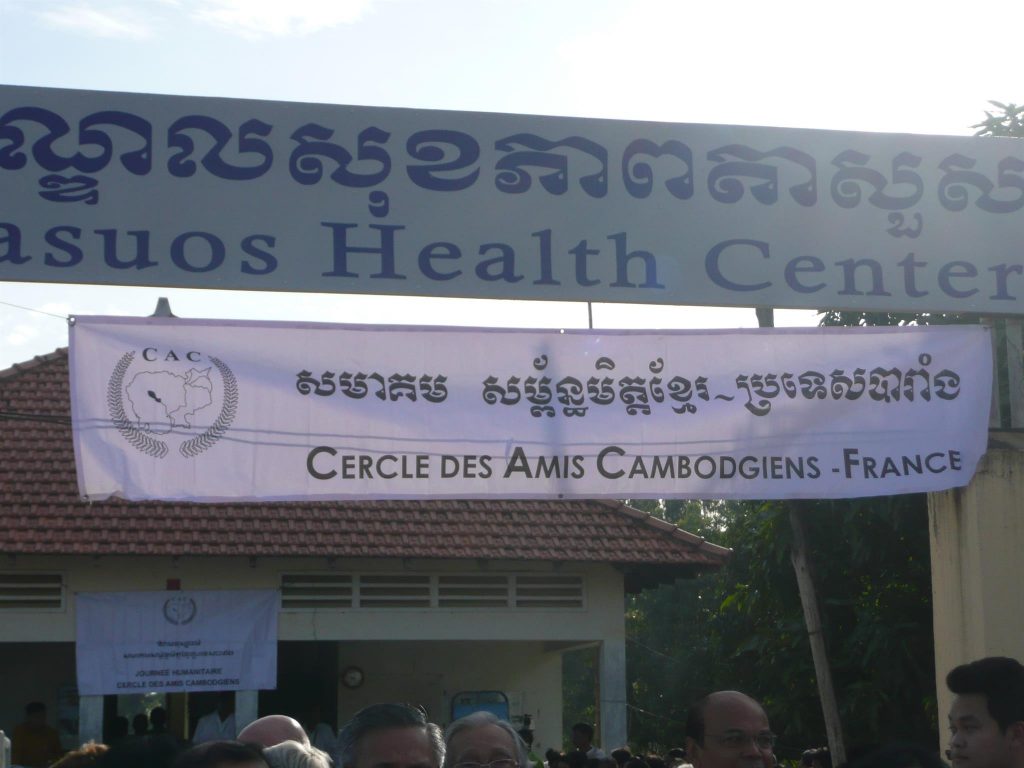 ណ្ឌលសុខភាពតាសួស
asuos Health Center
CAC
សមាគម សម្ព័ន្ធមិត្តខ្មែរ~ប្រទេសបារាំង
CERCLE DES AMIS CAMBODGIENS - FRANCE
JOURNEE HUMANITAIRE
CERCLE DES AMIS CAMBODGIENS